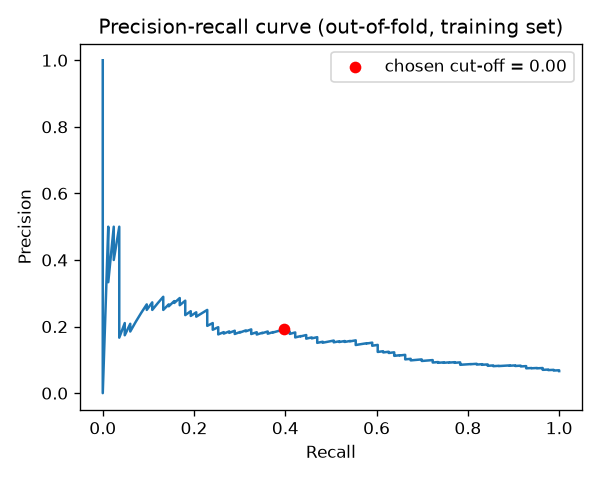 Precision-recall curve (out-of-fold, training set)
chosen cut-off = 0.00
1.0
0.8
0.6
0.4
0.2
0.0
Precision
0.0 0.2 0.4 0.6 0.8 1.0
Recall